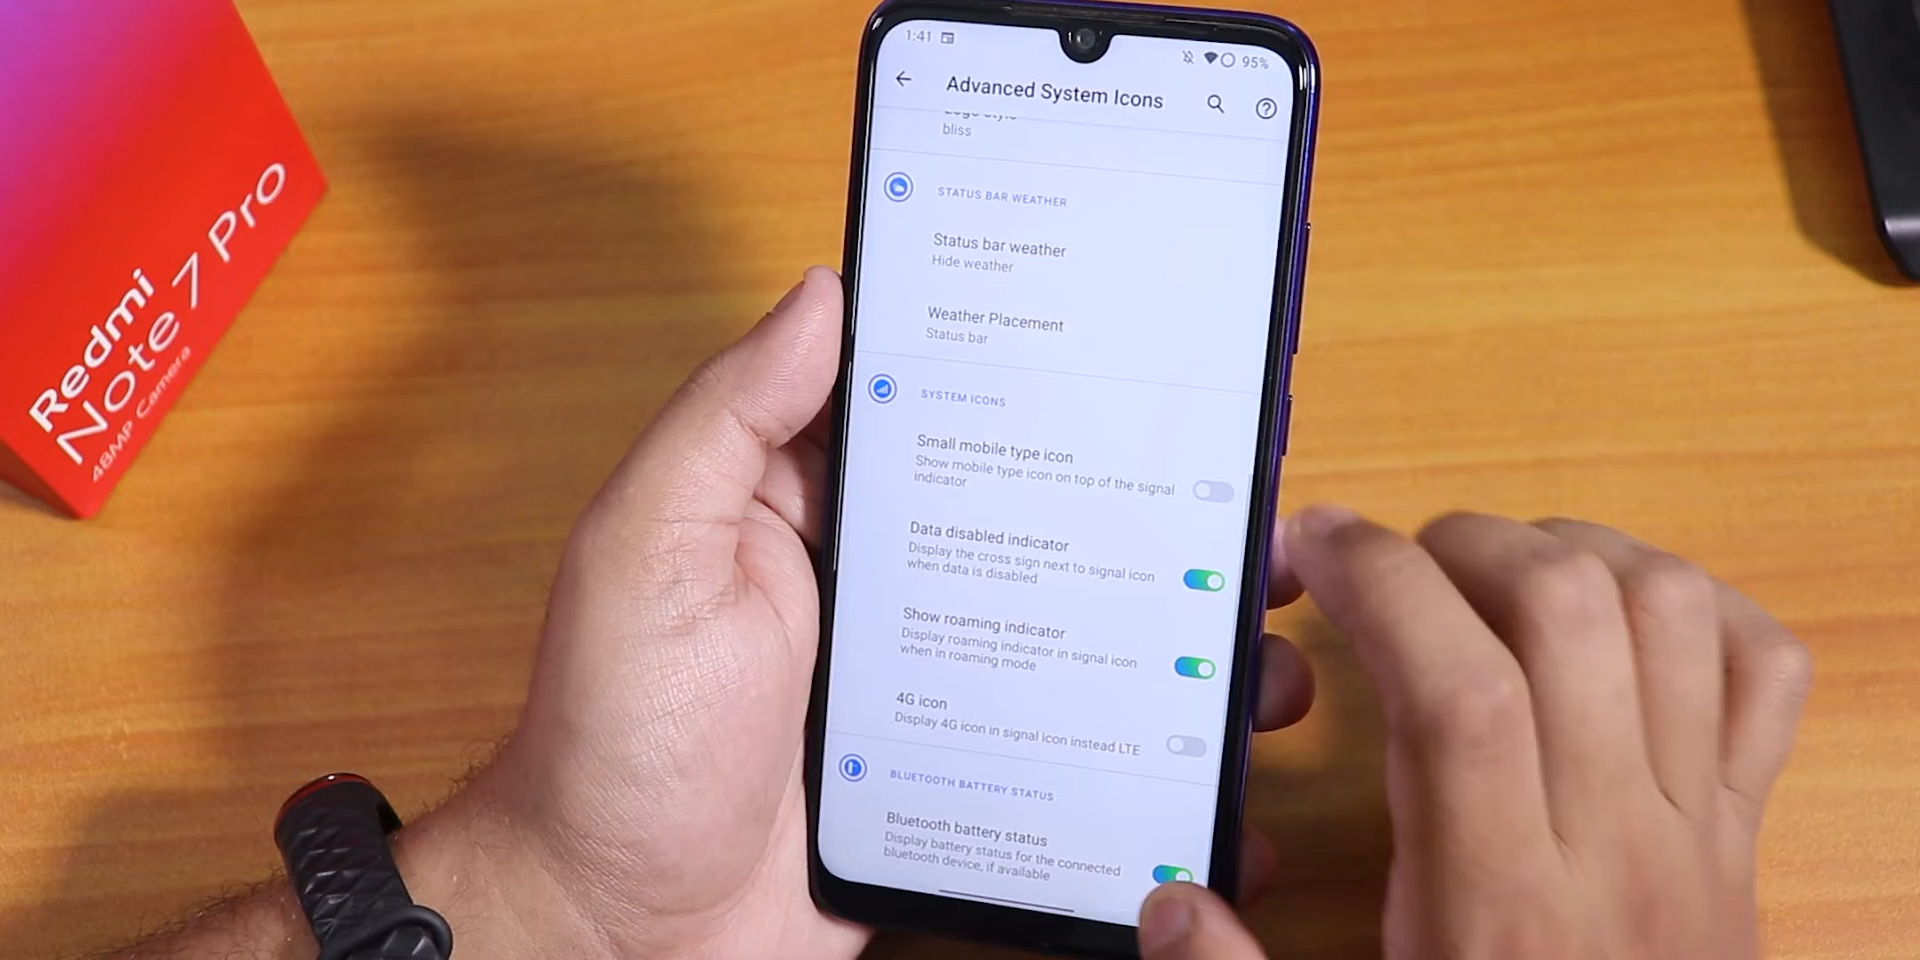 Redmi
Note 7 Pro
48MP Camera
1:41
95%
Advanced System Icons
Logo style
bliss
STATUS BAR WEATHER
Status bar weather
Hide weather
Weather Placement
Status bar
SYSTEM ICONS
Small mobile type icon
Show mobile type icon on top of the signal
indicator
Data disabled indicator
Display the cross sign next to signal icon
when data is disabled
Show roaming indicator
Display roaming indicator in signal icon
when in roaming mode
4G icon
Display 4G icon in signal icon instead LTE
BLUETOOTH BATTERY STATUS
Bluetooth battery status
Display battery status for the connected
bluetooth device, if available